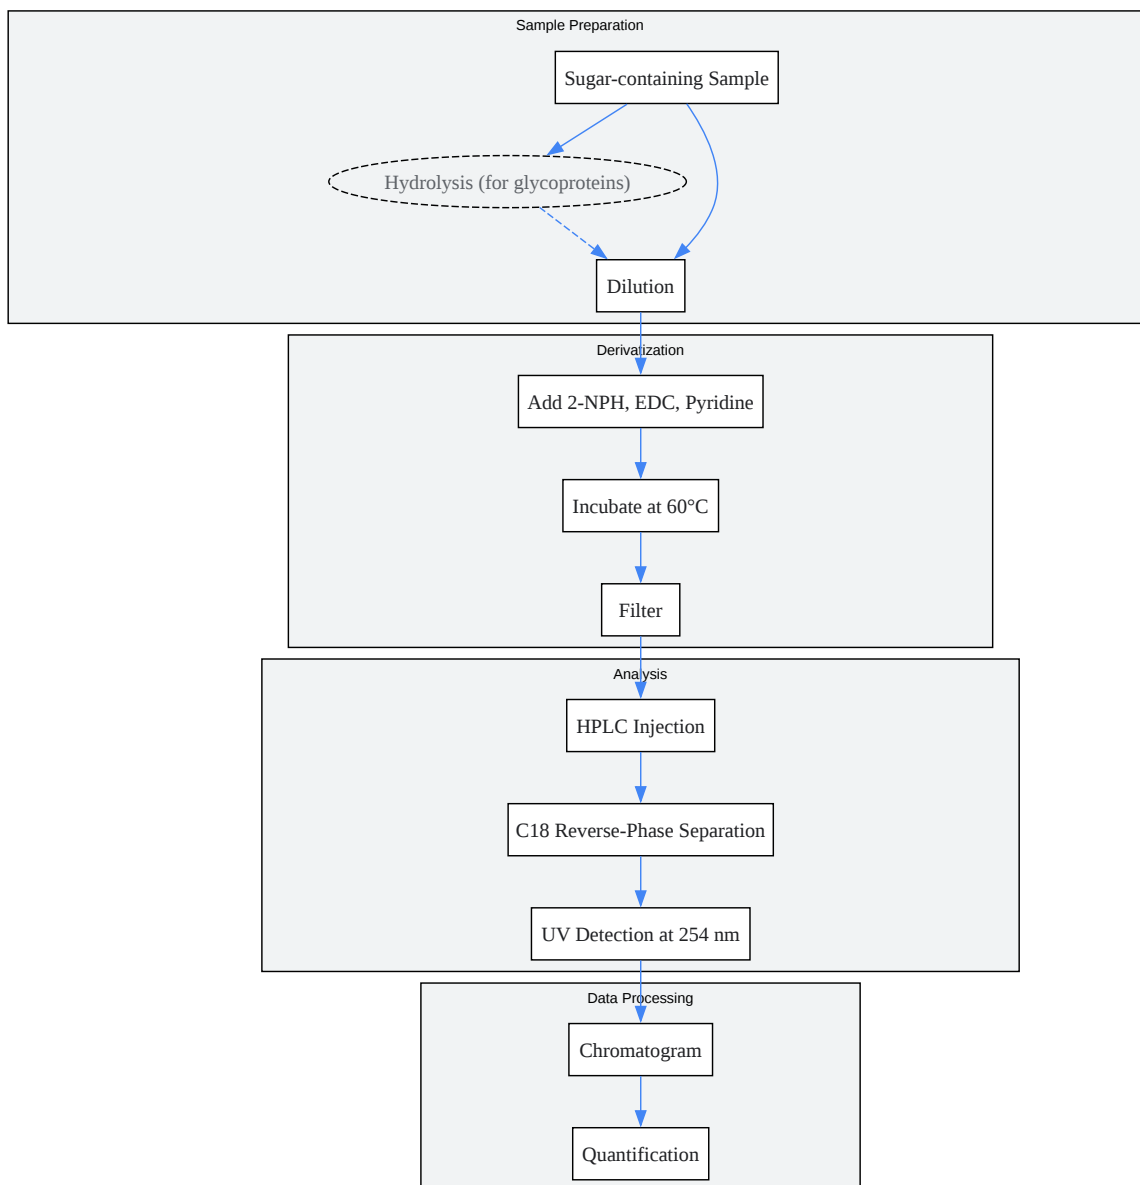 Sample Preparation
Sugar-containing Sample
Hydrolysis (for glycoproteins)
Dilution
Derivatization
Add 2-NPH, EDC, Pyridine
Incubate at 60°C
Filter
Analysis
HPLC Injection
C18 Reverse-Phase Separation
UV Detection at 254 nm
Data Processing
Chromatogram
Quantification